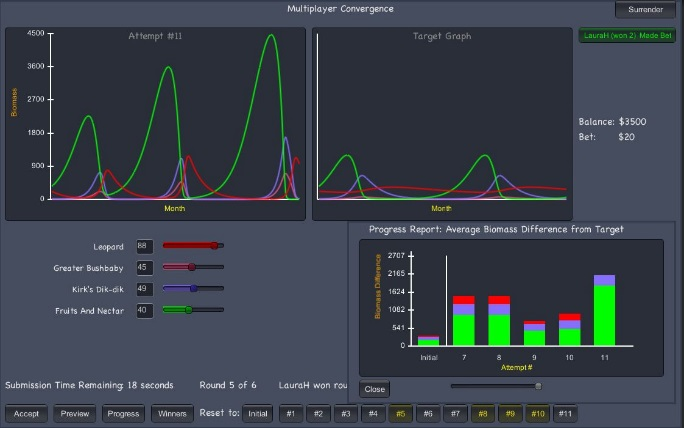 Multiplayer Convergence
Surrender
Attempt #11
Target Graph
LauraH (won 2) Made Bet
4500
3600
2700
1800
900
0
Biomass
Month
Month
Balance: $3500
Bet: $20
Leopard 88
Greater Bushbaby 45
Kirk's Dik-dik 49
Fruits And Nectar 40
Progress Report: Average Biomass Difference from Target
Biomass Difference
2707
2165
1624
1082
541
0
Initial 7 8 9 10 11
Attempt #
Close
Submission Time Remaining: 18 seconds Round 5 of 6 LauraH won rou
Accept Preview Progress Winners Reset to: Initial #1 #2 #3 #4 #5 #6 #7 #8 #9 #10 #11